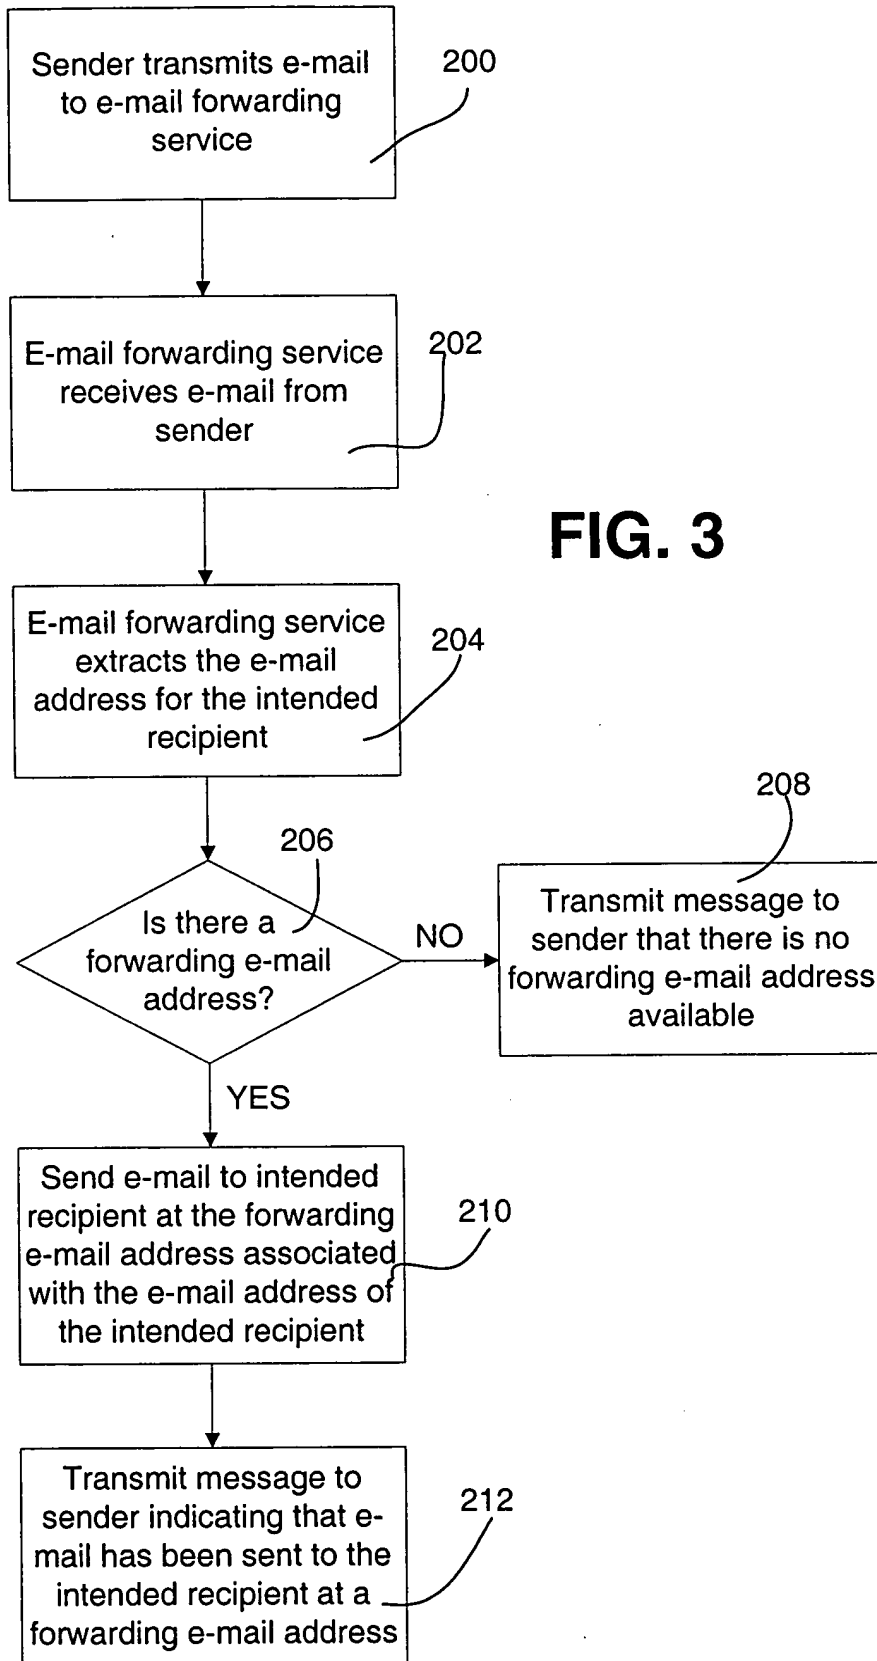 Sender transmits e-mail
to e-mail forwarding
service
200
E-mail forwarding service
receives e-mail from
sender
202
FIG. 3
E-mail forwarding service
extracts the e-mail
address for the intended
recipient
204
206
Is there a
forwarding e-mail
address?
NO
208
Transmit message to
sender that there is no
forwarding e-mail address
available
YES
Send e-mail to intended
recipient at the forwarding
e-mail address associated
with the e-mail address of
the intended recipient
210
Transmit message to
sender indicating that e-
mail has been sent to the
intended recipient at a
forwarding e-mail address
212